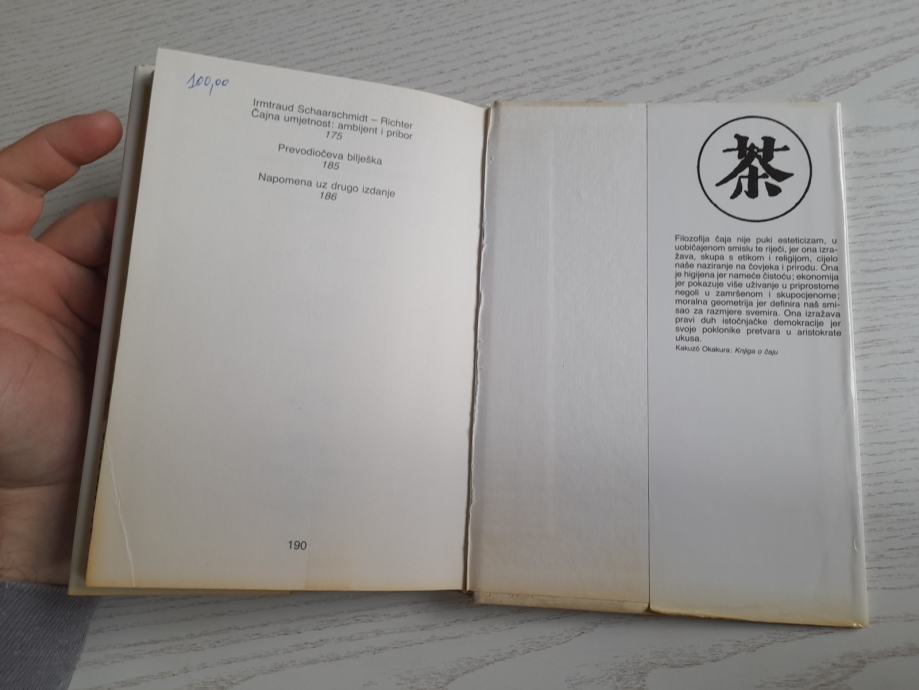 100,00
Irmtraud Schaarschmidt – Richter
Čajna umjetnost: ambijent i pribor
175
Prevodiočeva bilješka
185
Napomena uz drugo izdanje
186
190
茶
Filozofija čaja nije puki esteticizam, u
uobičajenom smislu te riječi, jer ona izra-
žava, skupa s etikom i religijom, cijelo
naše naziranje na čovjeka i prirodu. Ona
je higijena jer nameće čistoću; ekonomija
jer pokazuje više uživanje u priprostome
negoli u zamršenom i skupocjenome;
moralna geometrija jer definira naš smi-
sao za razmjere svemira. Ona izražava
pravi duh istočnjačke demokracije jer
svoje poklonike pretvara u aristokrate
ukusa.
Kakuzō Okakura: Knjiga o čaju